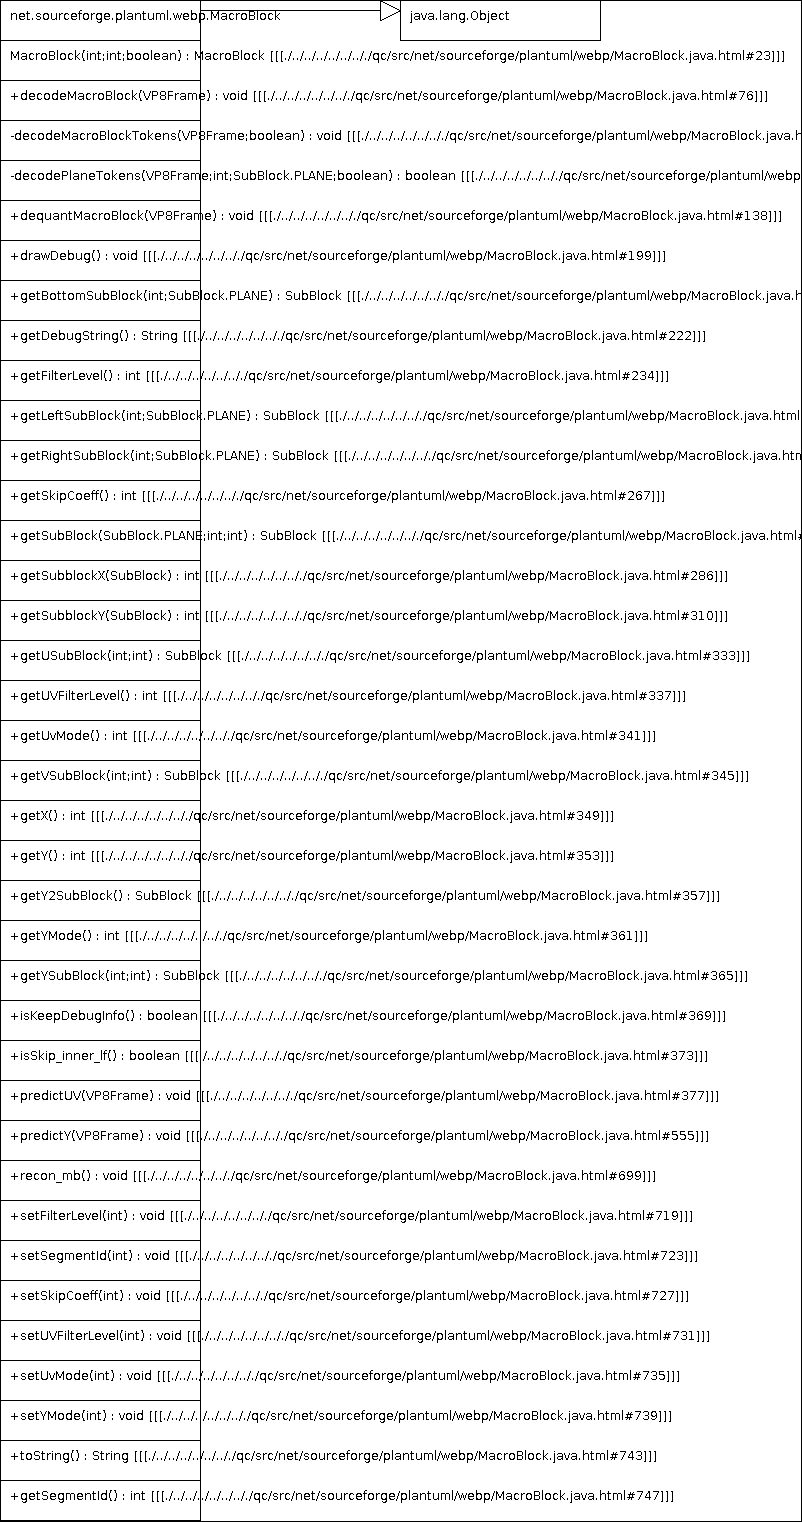 net.sourceforge.plantuml.webp.MacroBlock
java.lang.Object
MacroBlock(int;int;boolean) : MacroBlock [[[./../../../../../../qc/src/net/sourceforge/plantuml/webp/MacroBlock.java.html#23]]]
+decodeMacroBlock(VP8Frame) : void [[[./../../../../../../qc/src/net/sourceforge/plantuml/webp/MacroBlock.java.html#76]]]
-decodeMacroBlockTokens(VP8Frame;boolean) : void [[[./../../../../../../qc/src/net/sourceforge/plantuml/webp/MacroBlock.java.h
-decodePlaneTokens(VP8Frame;int;SubBlock.PLANE;boolean) : boolean [[[./../../../../../../qc/src/net/sourceforge/plantuml/webp
+dequantMacroBlock(VP8Frame) : void [[[./../../../../../../qc/src/net/sourceforge/plantuml/webp/MacroBlock.java.html#138]]]
+drawDebug() : void [[[./../../../../../../qc/src/net/sourceforge/plantuml/webp/MacroBlock.java.html#199]]]
+getBottomSubBlock(int;SubBlock.PLANE) : SubBlock [[[./../../../../../../qc/src/net/sourceforge/plantuml/webp/MacroBlock.java.h
+getDebugString() : String [[[./../../../../../../qc/src/net/sourceforge/plantuml/webp/MacroBlock.java.html#222]]]
+getFilterLevel() : int [[[./../../../../../../qc/src/net/sourceforge/plantuml/webp/MacroBlock.java.html#234]]]
+getLeftSubBlock(int;SubBlock.PLANE) : SubBlock [[[./../../../../../../qc/src/net/sourceforge/plantuml/webp/MacroBlock.java.html
+getRightSubBlock(int;SubBlock.PLANE) : SubBlock [[[./../../../../../../qc/src/net/sourceforge/plantuml/webp/MacroBlock.java.htm
+getSkipCoeff() : int [[[./../../../../../../qc/src/net/sourceforge/plantuml/webp/MacroBlock.java.html#267]]]
+getSubBlock(SubBlock.PLANE;int;int) : SubBlock [[[./../../../../../../qc/src/net/sourceforge/plantuml/webp/MacroBlock.java.html#
+getSubblockX(SubBlock) : int [[[./../../../../../../qc/src/net/sourceforge/plantuml/webp/MacroBlock.java.html#286]]]
+getSubblockY(SubBlock) : int [[[./../../../../../../qc/src/net/sourceforge/plantuml/webp/MacroBlock.java.html#310]]]
+getUSubBlock(int;int) : SubBlock [[[./../../../../../../qc/src/net/sourceforge/plantuml/webp/MacroBlock.java.html#333]]]
+getUVFilterLevel() : int [[[./../../../../../../qc/src/net/sourceforge/plantuml/webp/MacroBlock.java.html#337]]]
+getUvMode() : int [[[./../../../../../../qc/src/net/sourceforge/plantuml/webp/MacroBlock.java.html#341]]]
+getVSubBlock(int;int) : SubBlock [[[./../../../../../../qc/src/net/sourceforge/plantuml/webp/MacroBlock.java.html#345]]]
+getX() : int [[[./../../../../../../qc/src/net/sourceforge/plantuml/webp/MacroBlock.java.html#349]]]
+getY() : int [[[./../../../../../../qc/src/net/sourceforge/plantuml/webp/MacroBlock.java.html#353]]]
+getY2SubBlock() : SubBlock [[[./../../../../../../qc/src/net/sourceforge/plantuml/webp/MacroBlock.java.html#357]]]
+getYMode() : int [[[./../../../../../../qc/src/net/sourceforge/plantuml/webp/MacroBlock.java.html#361]]]
+getYSubBlock(int;int) : SubBlock [[[./../../../../../../qc/src/net/sourceforge/plantuml/webp/MacroBlock.java.html#365]]]
+isKeepDebugInfo() : boolean [[[./../../../../../../qc/src/net/sourceforge/plantuml/webp/MacroBlock.java.html#369]]]
+isSkip_inner_lf() : boolean [[[./../../../../../../qc/src/net/sourceforge/plantuml/webp/MacroBlock.java.html#373]]]
+predictUV(VP8Frame) : void [[[./../../../../../../qc/src/net/sourceforge/plantuml/webp/MacroBlock.java.html#377]]]
+predictY(VP8Frame) : void [[[./../../../../../../qc/src/net/sourceforge/plantuml/webp/MacroBlock.java.html#555]]]
+recon_mb() : void [[[./../../../../../../qc/src/net/sourceforge/plantuml/webp/MacroBlock.java.html#699]]]
+setFilterLevel(int) : void [[[./../../../../../../qc/src/net/sourceforge/plantuml/webp/MacroBlock.java.html#719]]]
+setSegmentId(int) : void [[[./../../../../../../qc/src/net/sourceforge/plantuml/webp/MacroBlock.java.html#723]]]
+setSkipCoeff(int) : void [[[./../../../../../../qc/src/net/sourceforge/plantuml/webp/MacroBlock.java.html#727]]]
+setUVFilterLevel(int) : void [[[./../../../../../../qc/src/net/sourceforge/plantuml/webp/MacroBlock.java.html#731]]]
+setUvMode(int) : void [[[./../../../../../../qc/src/net/sourceforge/plantuml/webp/MacroBlock.java.html#735]]]
+setYMode(int) : void [[[./../../../../../../qc/src/net/sourceforge/plantuml/webp/MacroBlock.java.html#739]]]
+toString() : String [[[./../../../../../../qc/src/net/sourceforge/plantuml/webp/MacroBlock.java.html#743]]]
+getSegmentId() : int [[[./../../../../../../qc/src/net/sourceforge/plantuml/webp/MacroBlock.java.html#747]]]